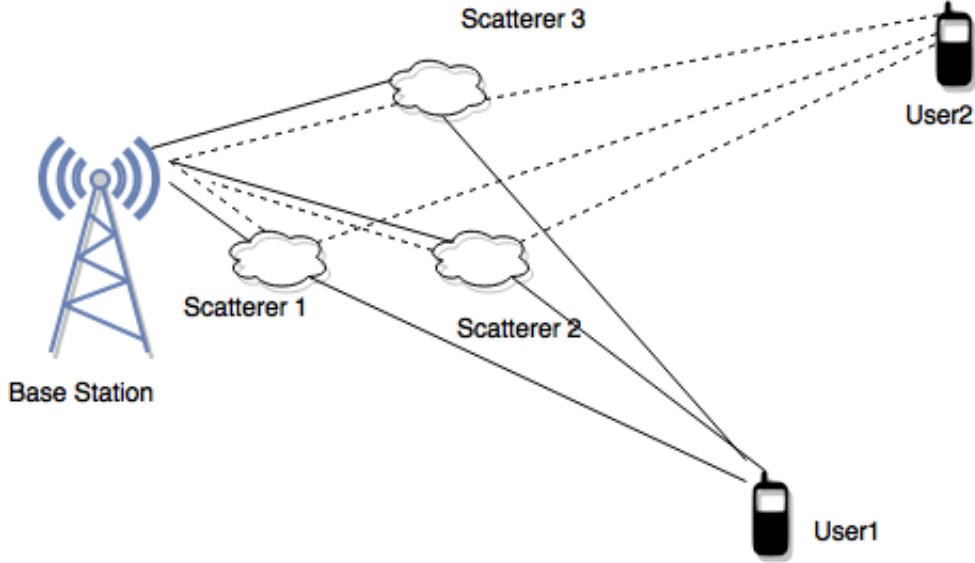 Scatterer 3
User2
Scatterer 1
Scatterer 2
Base Station
User1